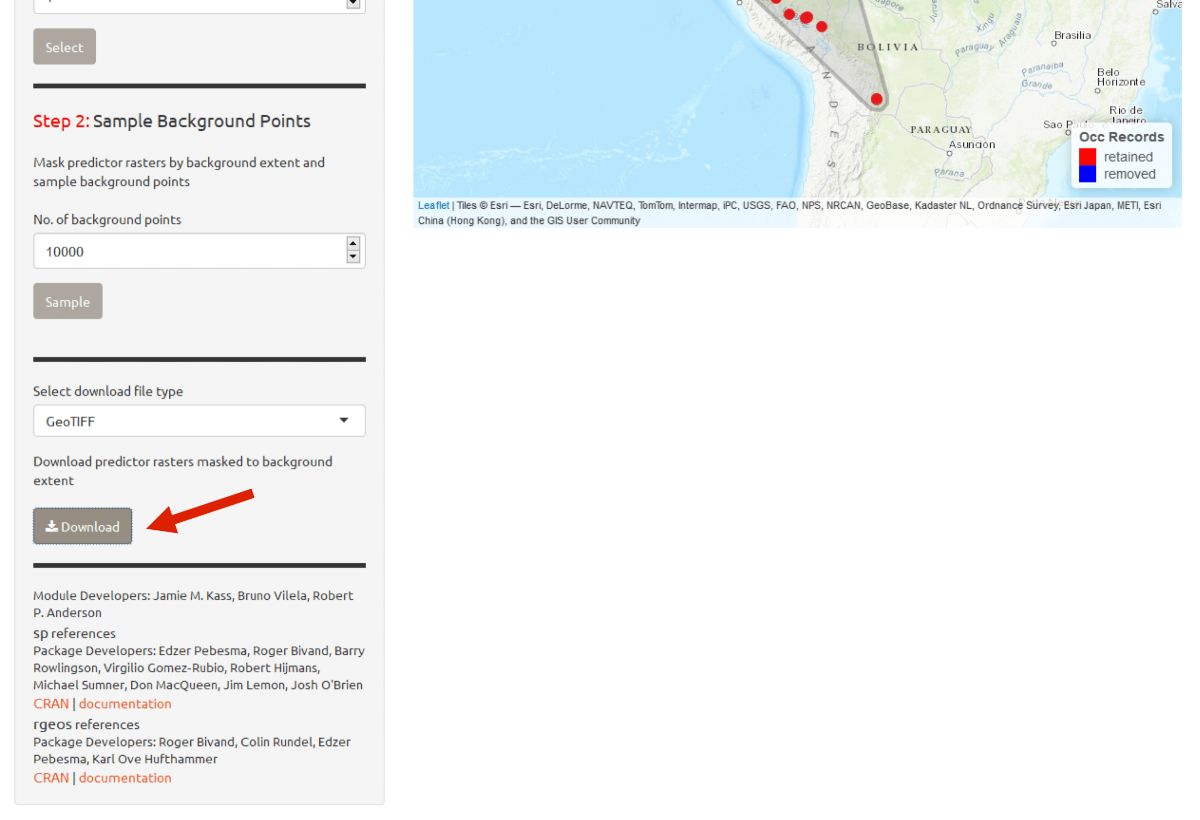 Select
Step 2: Sample Background Points
Mask predictor rasters by background extent and
sample background points
No. of background points
10000
Sample
Select download file type
GeoTIFF
Download predictor rasters masked to background
extent
Download
Module Developers: Jamie M. Kass, Bruno Vilela, Robert
P. Anderson
sp references
Package Developers: Edzer Pebesma, Roger Bivand, Barry
Rowlingson, Virgilio Gomez-Rubio, Robert Hijmans,
Michael Sumner, Don MacQueen, Jim Lemon, Josh O'Brien
CRAN | documentation
rgeos references
Package Developers: Roger Bivand, Colin Rundel, Edzer
Pebesma, Karl Ove Hufthammer
CRAN | documentation
Xingu
Araguaia
Brasilia
BOLIVIA
Paraguay
Paranaiba
Grande
Belo
Horizonte
Rio de
Janeiro
PARAGUAY
Asunción
Parana
A N D E S
Occ Records
retained
removed
Leaflet | Tiles © Esri — Esri, DeLorme, NAVTEQ, TomTom, Intermap, iPC, USGS, FAO, NPS, NRCAN, GeoBase, Kadaster NL, Ordnance Survey, Esri Japan, METI, Esri
China (Hong Kong), and the GIS User Community